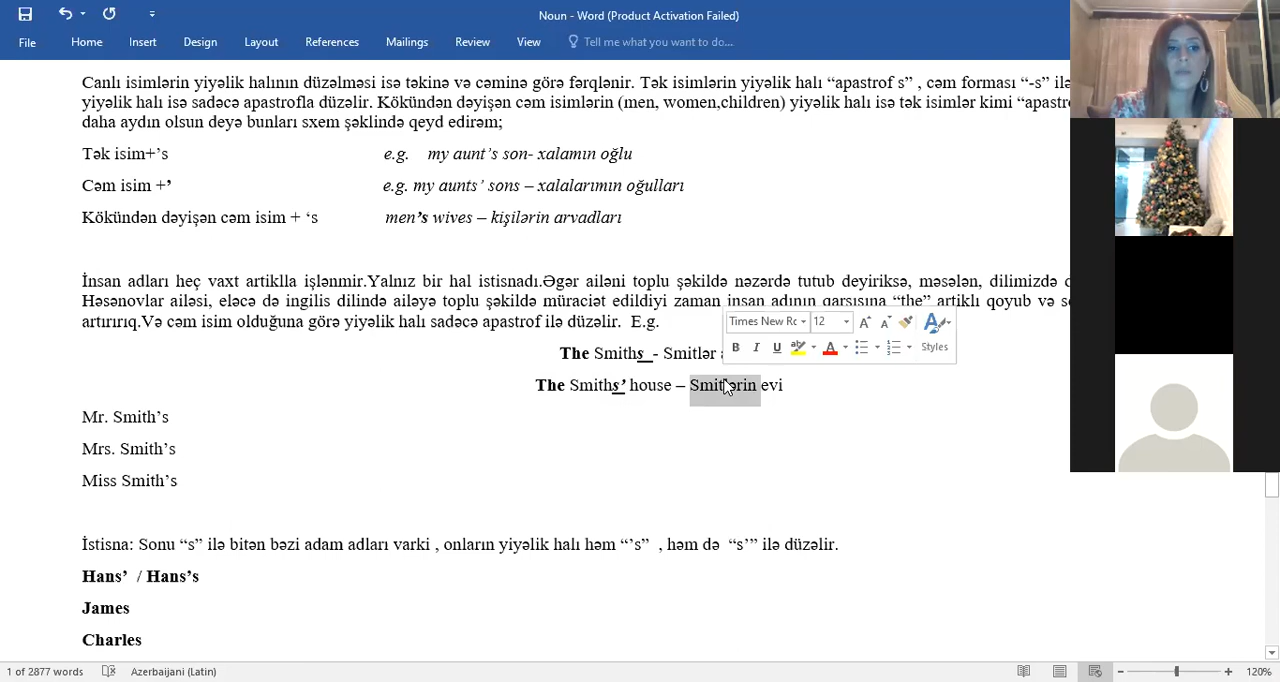 Noun - Word (Product Activation Failed)
File Home Insert Design Layout References Mailings Review View Tell me what you want to do...
Canlı isimlərin yiyəlik halının düzəlməsi isə təkinə və cəminə görə fərqlənir. Tək isimlərin yiyəlik halı “apastrof s” , cəm forması “-s” ilə
yiyəlik halı isə sadəcə apastrofla düzəlir. Kökündən dəyişən cəm isimlərin (men, women,children) yiyəlik halı isə tək isimlər kimi “apastro
daha aydın olsun deyə bunları sxem şəklində qeyd edirəm;
Tək isim+’s e.g. my aunt’s son- xalamın oğlu
Cəm isim +’ e.g. my aunts’ sons – xalalarımın oğulları
Kökündən dəyişən cəm isim + ‘s men’s wives – kişilərin arvadları
İnsan adları heç vaxt artiklla işlənmir.Yalnız bir hal istisnadı.Əgər ailəni toplu şəkildə nəzərdə tutub deyiriksə, məsələn, dilimizdə
Həsənovlar ailəsi, eləcə də ingilis dilində ailəyə toplu şəkildə müraciət edildiyi zaman insan adının qarşısına “the” artikli qoyub və
artırırıq.Və cəm isim olduğuna görə yiyəlik halı sadəcə apastrof ilə düzəlir. E.g.
Times New Rc 12
B I U Styles
The Smiths - Smitlər
The Smiths’ house – Smitlərin evi
Mr. Smith’s
Mrs. Smith’s
Miss Smith’s
İstisna: Sonu “s” ilə bitən bəzi adam adları varki , onların yiyəlik halı həm “’s” , həm də “s’” ilə düzəlir.
Hans’ / Hans’s
James
Charles
1 of 2877 words Azerbaijani (Latin) 120%